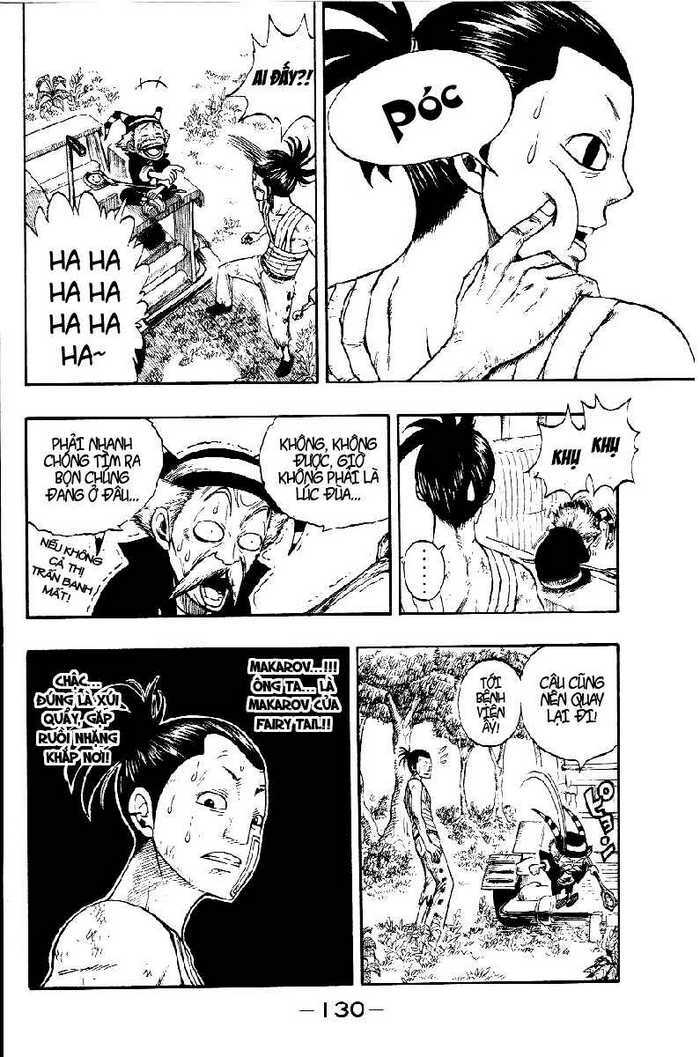 PÓC
AI ĐẤY?!
HA HA
HA HA
HA HA
HA~
KHỤ KHỤ
......
KHÔNG, KHÔNG
ĐƯỢC, GIỜ
KHÔNG PHẢI LÀ
LÚC ĐÙA...
PHẢI NHANH
CHÓNG TÌM RA
BỌN CHÚNG
ĐANG Ở ĐÂU...
NẾU KHÔNG
CẢ THỊ
TRẤN BANH
MẤT!
CẬU CŨNG
NÊN QUAY
LẠI ĐI!
TỚI
BỆNH
VIỆN
ẤY!
MAKAROV...!!!
ÔNG TA... LÀ
MAKAROV CỦA
FAIRY TAIL!!
CHẬC...
ĐÚNG LÀ XÚI
QUẨY, GẶP
RUỒI NHẶNG
KHẮP NƠI!
—130—